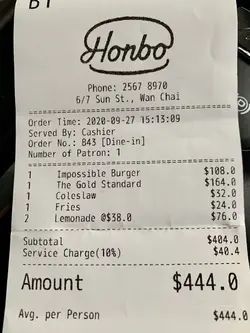 B1
Honbo
Phone: 2567 8970
6/7 Sun St., Wan Chai
Order Time: 2020-09-27 15:13:09
Served By: Cashier
Order No.: 843 [Dine-in]
Number of Patron: 1
1 Impossible Burger $108.0
1 The Gold Standard $164.0
1 Coleslaw $32.0
1 Fries $24.0
2 Lemonade @$38.0 $76.0
Subtotal $404.0
Service Charge(10%) $40.4
Amount $444.0
Avg. per Person $444.0